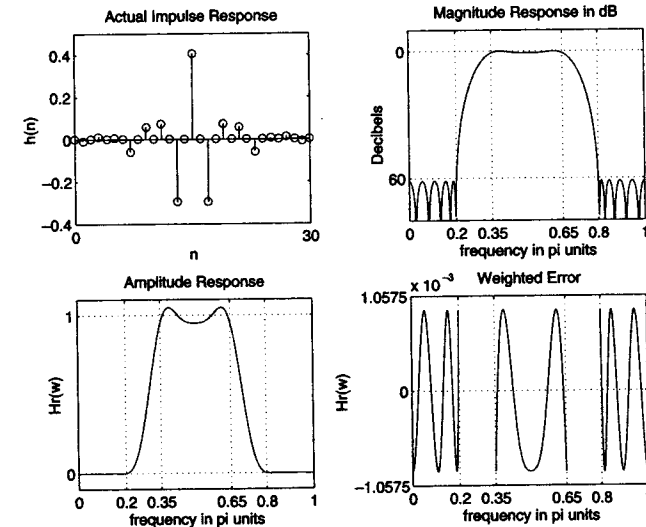 Actual Impulse Response
0.4
0.2
0.0
−0.2
−0.4
h(n)
0
30
n
Magnitude Response in dB
0
60
Decibels
0 0.2 0.35 0.65 0.8 1
frequency in pi units
Amplitude Response
1
0
Hr(w)
0 0.2 0.35 0.65 0.8 1
frequency in pi units
Weighted Error
x 10⁻³
1.0575
0
−1.0575
Hr(w)
0 0.2 0.35 0.65 0.8 1
frequency in pi units